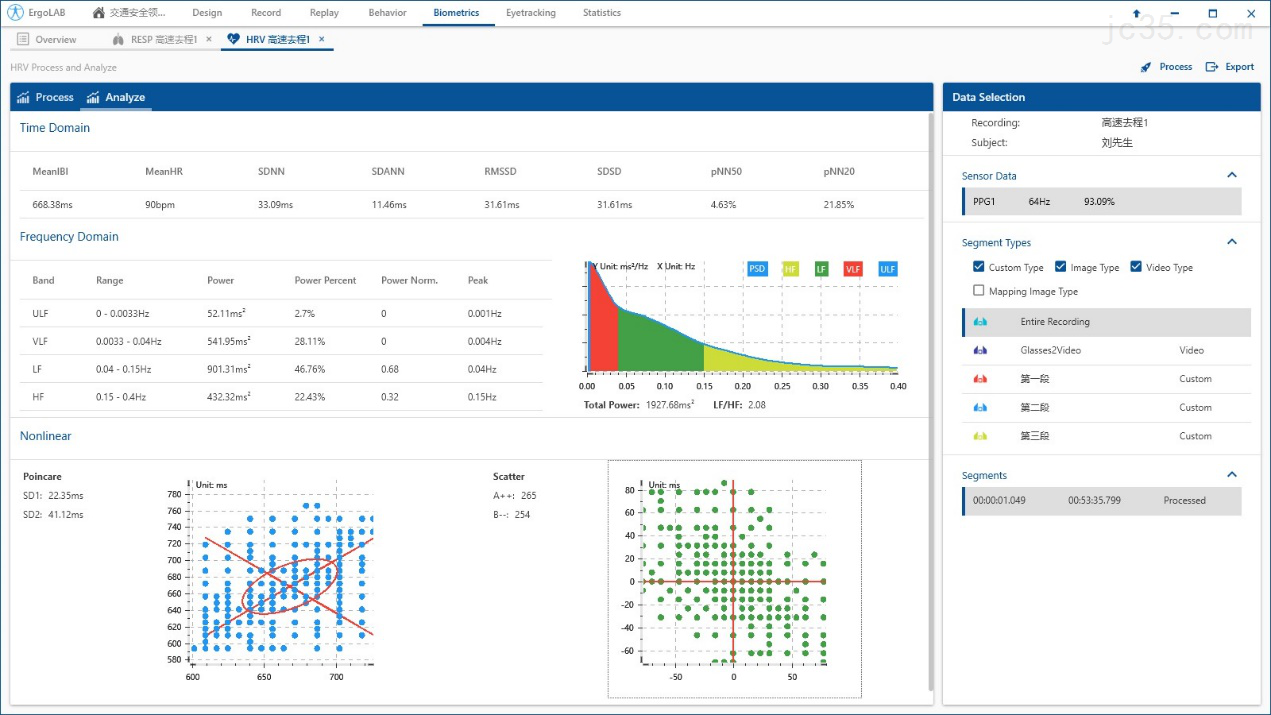 ErgoLAB 交通安全领... Design Record Replay Behavior Biometrics Eyetracking Statistics
jc35.com
Overview RESP 高速去程1 × HRV 高速去程1 ×
HRV Process and Analyze Process Export
Process Analyze
Time Domain
MeanIBI MeanHR SDNN SDANN RMSSD SDSD pNN50 pNN20
668.38ms 90bpm 33.09ms 11.46ms 31.61ms 31.61ms 4.63% 21.85%
Frequency Domain
Band Range Power Power Percent Power Norm. Peak
ULF 0 - 0.0033Hz 52.11ms² 2.7% 0 0.001Hz
VLF 0.0033 - 0.04Hz 541.95ms² 28.11% 0 0.004Hz
LF 0.04 - 0.15Hz 901.31ms² 46.76% 0.68 0.04Hz
HF 0.15 - 0.4Hz 432.32ms² 22.43% 0.32 0.15Hz
Y Unit: ms²/Hz X Unit: Hz PSD HF LF VLF ULF
0.00 0.05 0.10 0.15 0.20 0.25 0.30 0.35 0.40
Total Power: 1927.68ms² LF/HF: 2.08
Nonlinear
Poincare
SD1: 22.35ms
SD2: 41.12ms
Unit: ms
780
760
740
720
700
680
660
640
620
600
580
600 650 700
Scatter
A++: 265
B--: 254
Unit: ms
80
60
40
20
0
-20
-40
-60
-50 0 50
Data Selection
Recording: 高速去程1
Subject: 刘先生
Sensor Data
PPG1 64Hz 93.09%
Segment Types
Custom Type Image Type Video Type
Mapping Image Type
Entire Recording
Glasses2Video Video
第一段 Custom
第二段 Custom
第三段 Custom
Segments
00:00:01.049 00:53:35.799 Processed